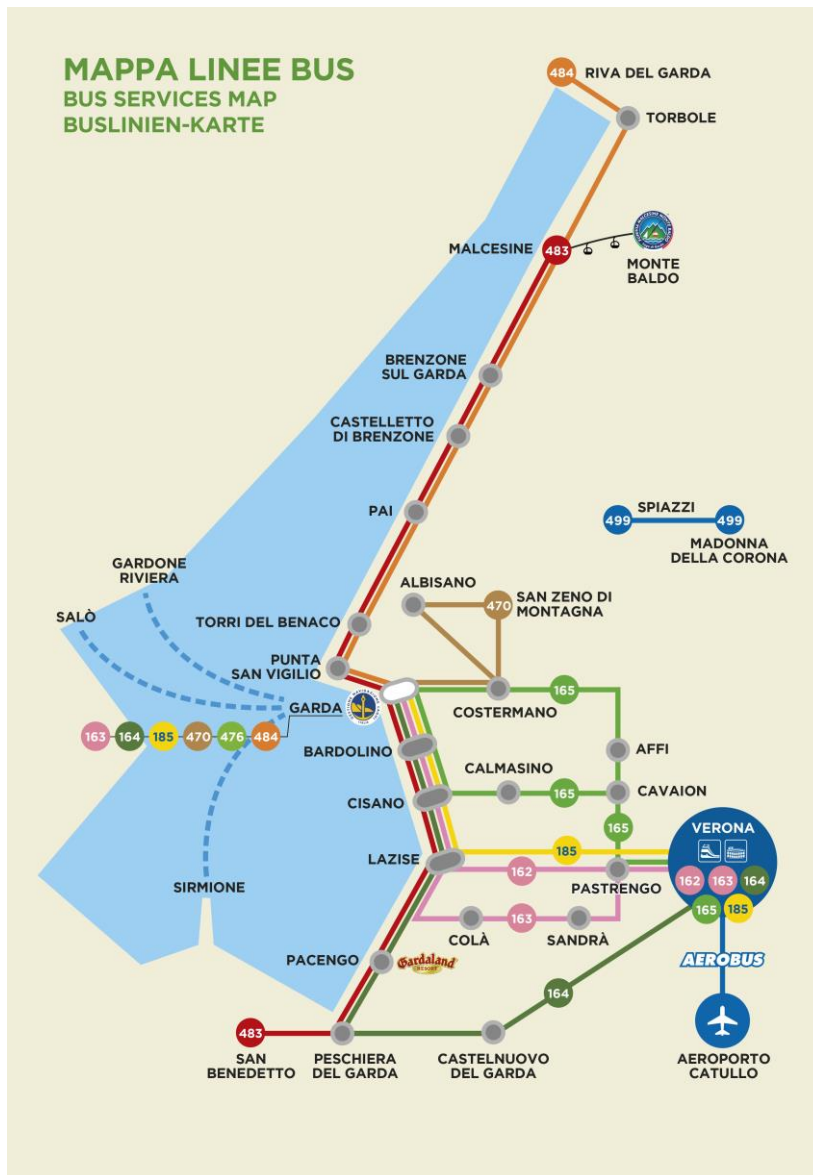 MAPPA LINEE BUS
BUS SERVICES MAP
BUSLINIEN-KARTE
484
RIVA DEL GARDA
TORBOLE
MALCESINE
483
MONTE
BALDO
BRENZONE
SUL GARDA
CASTELLETTO
DI BRENZONE
PAI
499
SPIAZZI
499
MADONNA
DELLA CORONA
GARDONE
RIVIERA
ALBISANO
470
SAN ZENO DI
MONTAGNA
SALÒ
TORRI DEL BENACO
PUNTA
SAN VIGILIO
COSTERMANO
165
GARDA
163
164
185
470
476
484
BARDOLINO
AFFI
CALMASINO
CISANO
165
CAVAION
165
VERONA
185
LAZISE
162
PASTRENGO
162
163
164
165
185
SIRMIONE
163
COLÀ
SANDRÀ
PACENGO
Gardaland
RESORT
AEROBUS
164
483
SAN
BENEDETTO
PESCHIERA
DEL GARDA
CASTELNUOVO
DEL GARDA
AEROPORTO
CATULLO